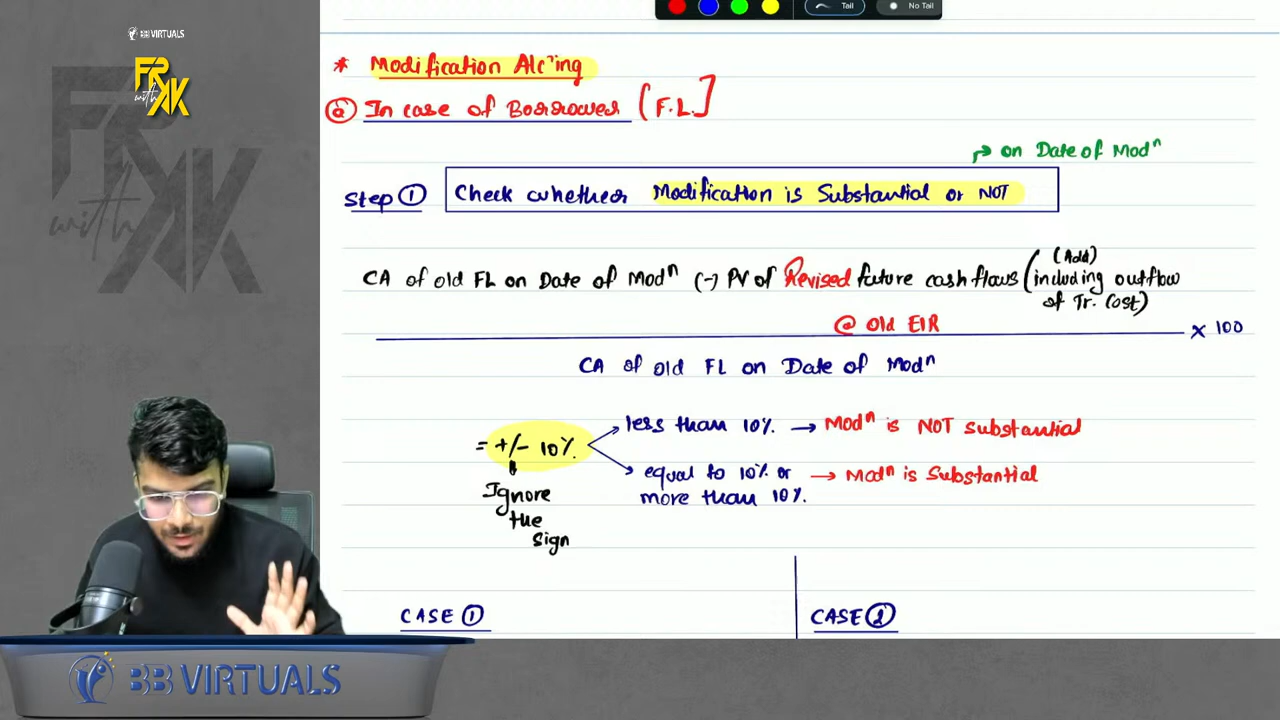 BB VIRTUALS
FR
with
KK
Tail
No Tail
* Modification Alc'ing
ⓐ In case of Borrower [F.L.]
→ on Date of Modⁿ
Step ① Check whether Modification is Substantial or NOT
CA of old FL on Date of Modⁿ (-) PV of Revised future cash flows (including outflow of Tr. Cost)
(Add)
@ Old EIR
× 100
CA of old FL on Date of Modⁿ
= +/- 10%
less than 10%. → Modⁿ is NOT substantial
equal to 10% or more than 10%. → Modⁿ is Substantial
Ignore
the
Sign
CASE ①
CASE ②
BB VIRTUALS